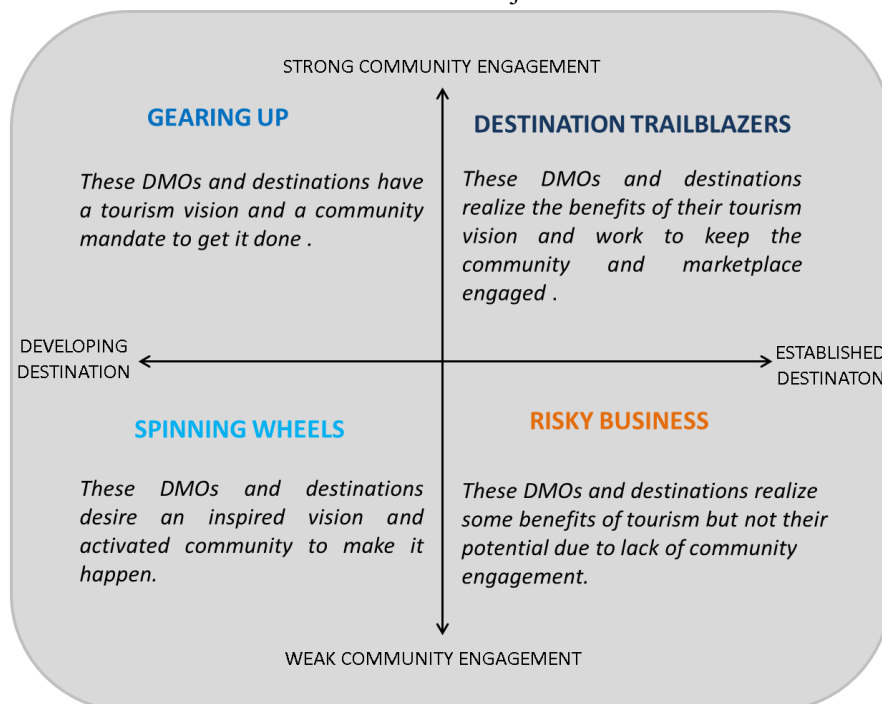 STRONG COMMUNITY ENGAGEMENT
GEARING UP
These DMOs and destinations have
a tourism vision and a community
mandate to get it done .
DESTINATION TRAILBLAZERS
These DMOs and destinations
realize the benefits of their tourism
vision and work to keep the
community and marketplace
engaged .
DEVELOPING
DESTINATION
ESTABLISHED
DESTINATON
SPINNING WHEELS
These DMOs and destinations
desire an inspired vision and
activated community to make it
happen.
RISKY BUSINESS
These DMOs and destinations realize
some benefits of tourism but not their
potential due to lack of community
engagement.
WEAK COMMUNITY ENGAGEMENT